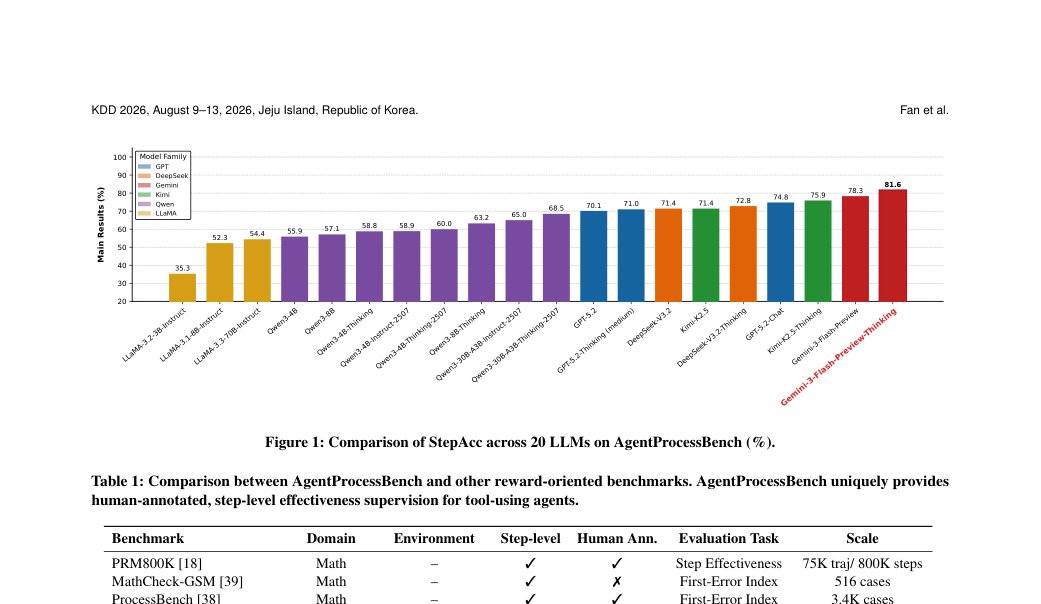 KDD 2026, August 9–13, 2026, Jeju Island, Republic of Korea.
Fan et al.
Main Results (%)
100
90
80
70
60
50
40
30
20
Model Family
GPT
DeepSeek
Gemini
Kimi
Qwen
LLaMA
35.3
52.3
54.4
55.9
57.1
58.8
58.9
60.0
63.2
65.0
68.5
70.1
71.0
71.4
71.4
72.8
74.8
75.9
78.3
81.6
LLaMA-3.2-3B-Instruct
LLaMA-3.1-8B-Instruct
LLaMA-3.3-70B-Instruct
Qwen3-4B
Qwen3-8B
Qwen3-4B-Thinking
Qwen3-4B-Instruct-2507
Qwen3-4B-Thinking-2507
Qwen3-8B-Thinking
Qwen3-30B-A3B-Instruct-2507
Qwen3-30B-A3B-Thinking-2507
GPT-5.2
GPT-5.2-Thinking (medium)
DeepSeek-V3.2
Kimi-K2.5
DeepSeek-V3.2-Thinking
GPT-5.2-Chat
Kimi-K2.5-Thinking
Gemini-3-Flash-Preview
Gemini-3-Flash-Preview-Thinking
Figure 1: Comparison of StepAcc across 20 LLMs on AgentProcessBench (%).
Table 1: Comparison between AgentProcessBench and other reward-oriented benchmarks. AgentProcessBench uniquely provides
human-annotated, step-level effectiveness supervision for tool-using agents.
Benchmark Domain Environment Step-level Human Ann. Evaluation Task Scale
PRM800K [18] Math – ✓ ✓ Step Effectiveness 75K traj/ 800K steps
MathCheck-GSM [39] Math – ✓ ✗ First-Error Index 516 cases
ProcessBench [38] Math – ✓ ✓ First-Error Index 3.4K cases